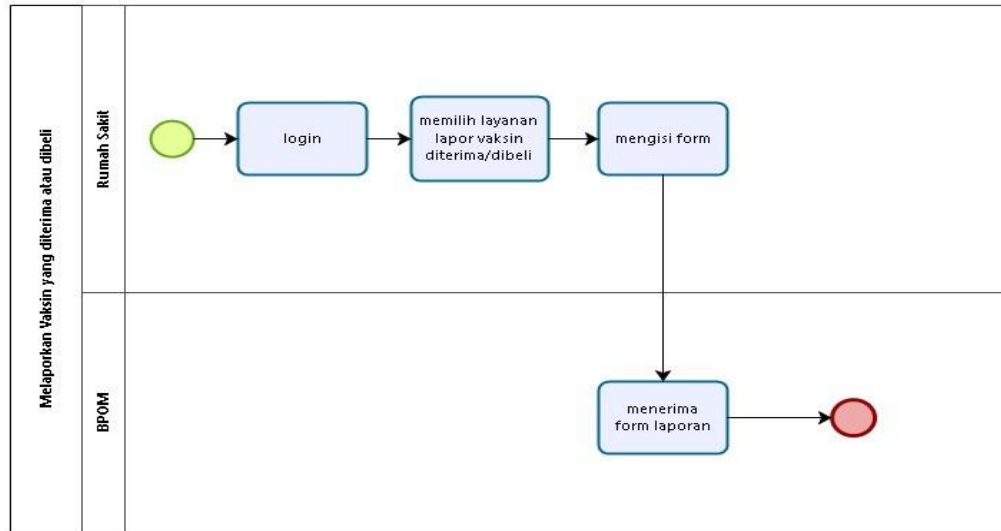 Melaporkan Vaksin yang diterima atau dibeli
Rumah Sakit
login
memilih layanan
lapor vaksin
diterima/dibeli
mengisi form
BPOM
menerima
form laporan